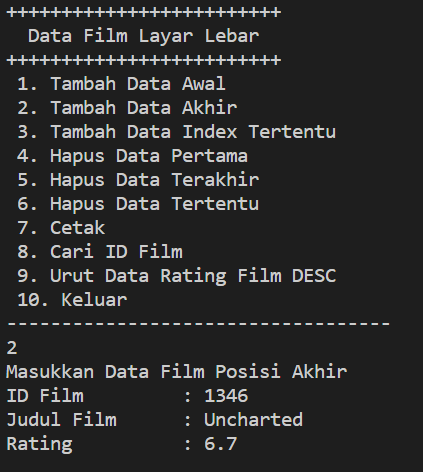 +++++++++++++++++++++++++
Data Film Layar Lebar
+++++++++++++++++++++++++
1. Tambah Data Awal
2. Tambah Data Akhir
3. Tambah Data Index Tertentu
4. Hapus Data Pertama
5. Hapus Data Terakhir
6. Hapus Data Tertentu
7. Cetak
8. Cari ID Film
9. Urut Data Rating Film DESC
10. Keluar
-----------------------------------
2
Masukkan Data Film Posisi Akhir
ID Film : 1346
Judul Film : Uncharted
Rating : 6.7